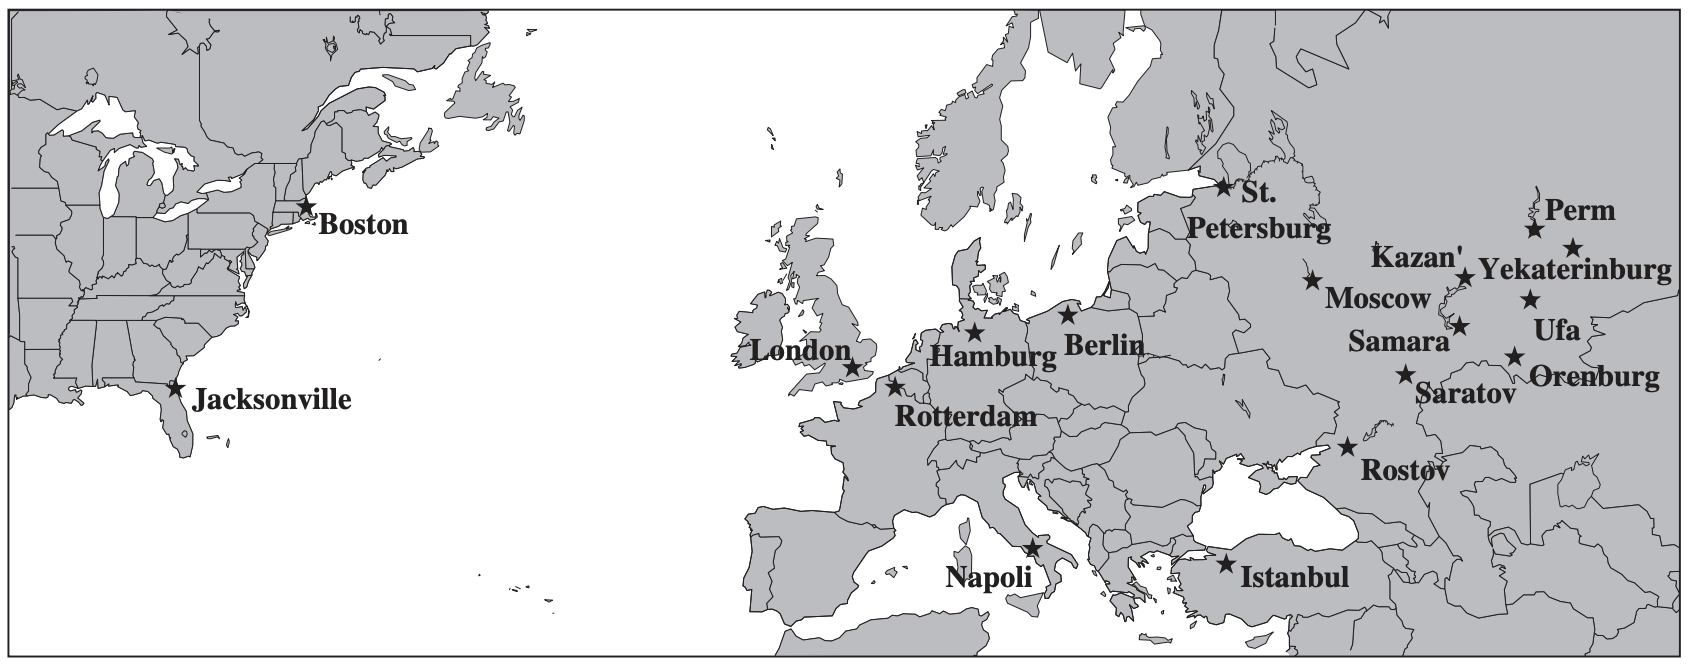 St.
Petersburg
Perm
Boston
Kazan'
Yekaterinburg
Moscow
Ufa
Samara
London
Hamburg
Berlin
Orenburg
Saratov
Jacksonville
Rotterdam
Rostov
Napoli
Istanbul